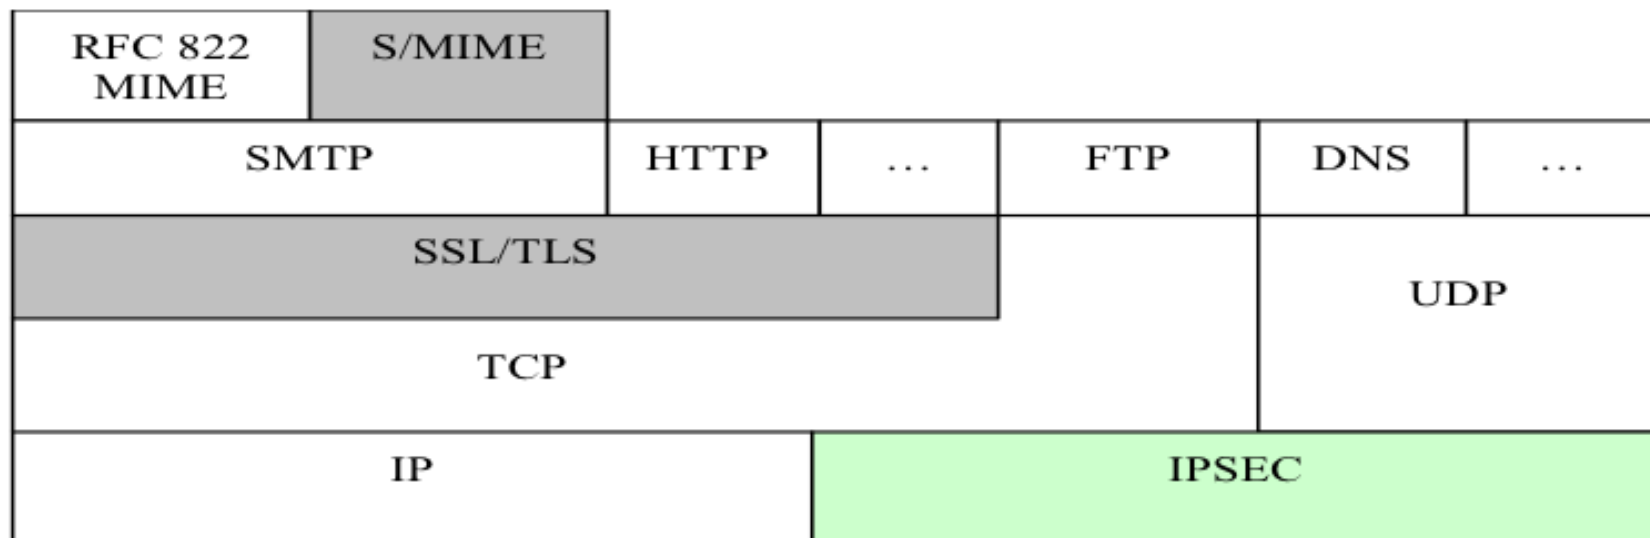 RFC 822 S/MIME
MIME
SMTP HTTP ... FTP DNS ...
SSL/TLS
UDP
TCP
IP IPSEC